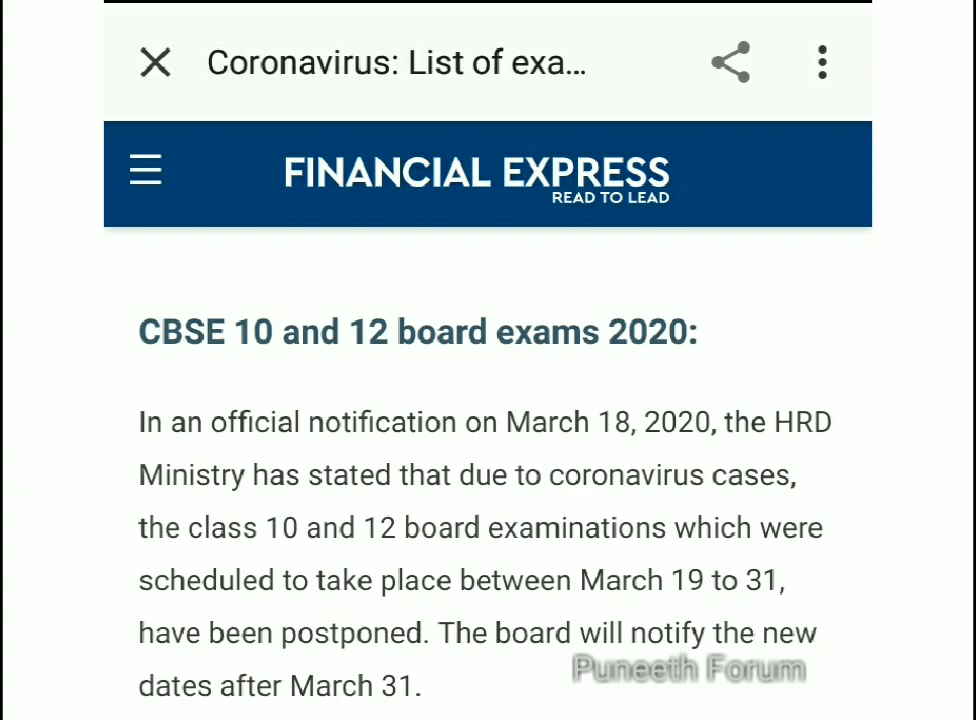 Coronavirus: List of exa...
FINANCIAL EXPRESS
READ TO LEAD
CBSE 10 and 12 board exams 2020:
In an official notification on March 18, 2020, the HRD
Ministry has stated that due to coronavirus cases,
the class 10 and 12 board examinations which were
scheduled to take place between March 19 to 31,
have been postponed. The board will notify the new
Puneeth Forum
dates after March 31.